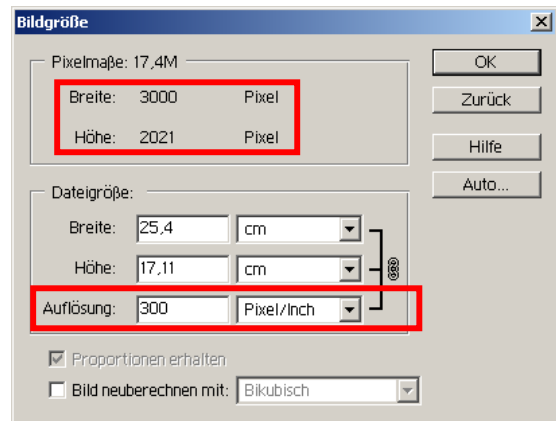 Bildgröße
Pixelmaße: 17,4M
Breite: 3000 Pixel
Höhe: 2021 Pixel
OK
Zurück
Hilfe
Auto...
Dateigröße:
Breite: 25,4 cm
Höhe: 17,11 cm
Auflösung: 300 Pixel/Inch
Proportionen erhalten
Bild neuberechnen mit: Bikubisch